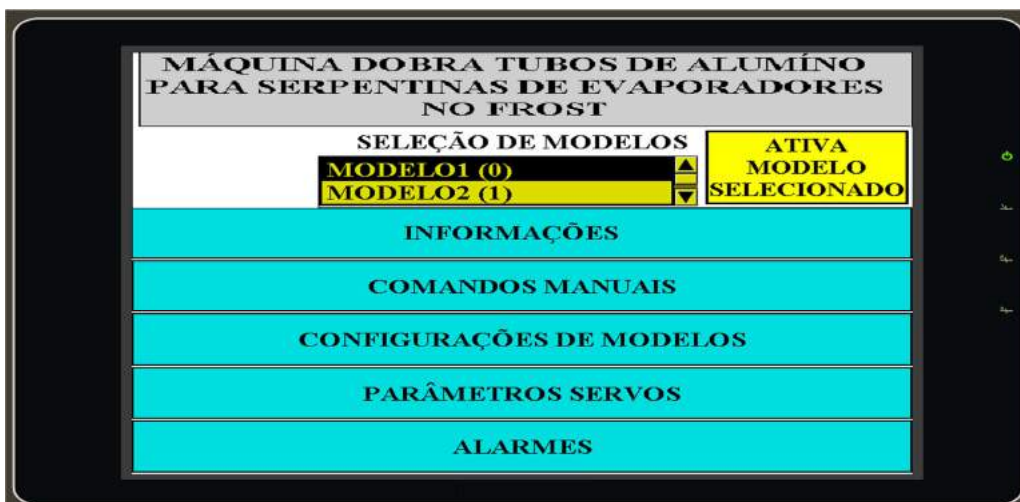 MÁQUINA DOBRA TUBOS DE ALUMÍNO
PARA SERPENTINAS DE EVAPORADORES
NO FROST
SELEÇÃO DE MODELOS
MODELO1 (0)
MODELO2 (1)
ATIVA
MODELO
SELECIONADO
INFORMAÇÕES
COMANDOS MANUAIS
CONFIGURAÇÕES DE MODELOS
PARÂMETROS SERVOS
ALARMES